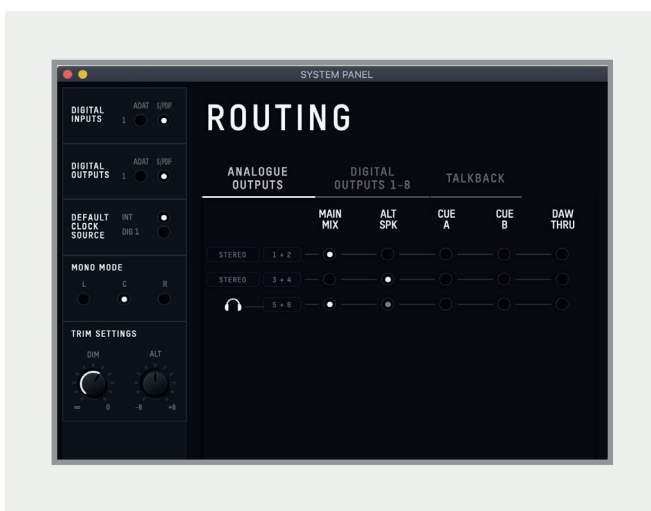 SYSTEM PANEL
ADAT S/PDIF
DIGITAL
INPUTS 1
ROUTING
ADAT S/PDIF
DIGITAL
OUTPUTS 1
ANALOGUE
OUTPUTS
DIGITAL
OUTPUTS 1-8
TALKBACK
DEFAULT
CLOCK
SOURCE
INT
DIG 1
MAIN
MIX
ALT
SPK
CUE
A
CUE
B
DAW
THRU
STEREO 1 + 2
STEREO 3 + 4
5 + 6
MONO MODE
L C R
TRIM SETTINGS
DIM ALT
∞ 0 -8 +8